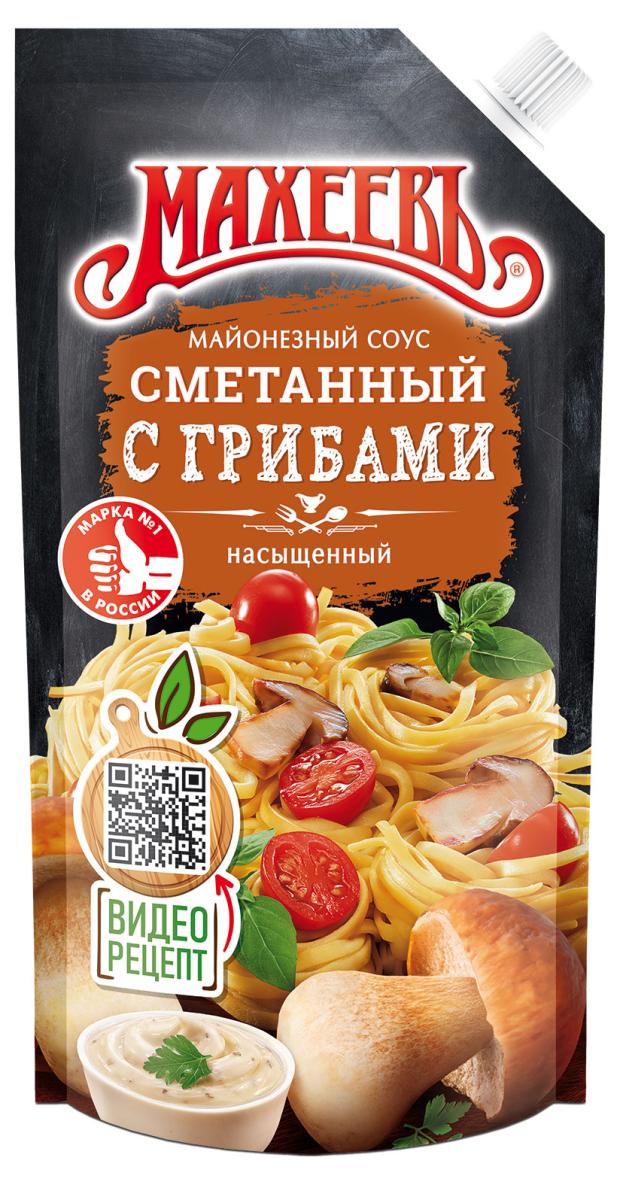 МАХЕЕВЪ
®
МАЙОНЕЗНЫЙ СОУС
СМЕТАННЫЙ
С ГРИБАМИ
НАСЫЩЕННЫЙ
МАРКА №1
В РОССИИ
ВИДЕО
РЕЦЕПТ